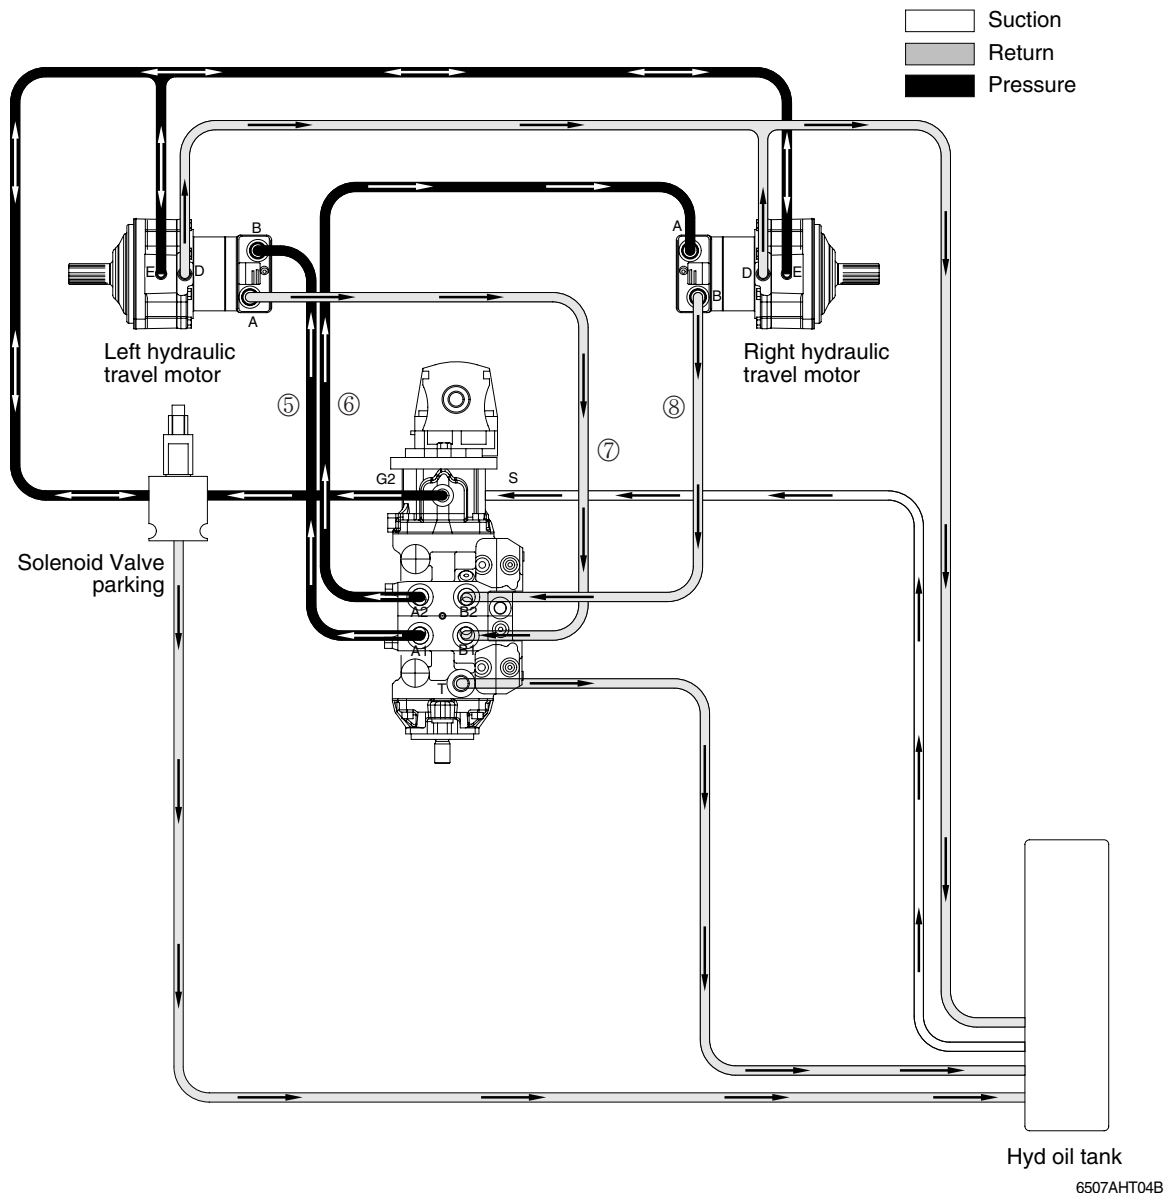 Suction
Return
Pressure
B
A
E
D
D
E
A
B
Left hydraulic
travel motor
Right hydraulic
travel motor
⑤
⑥
⑧
⑦
G2
S
Solenoid Valve
parking
A2
B2
A1
B1
T
Hyd oil tank
6507AHT04B